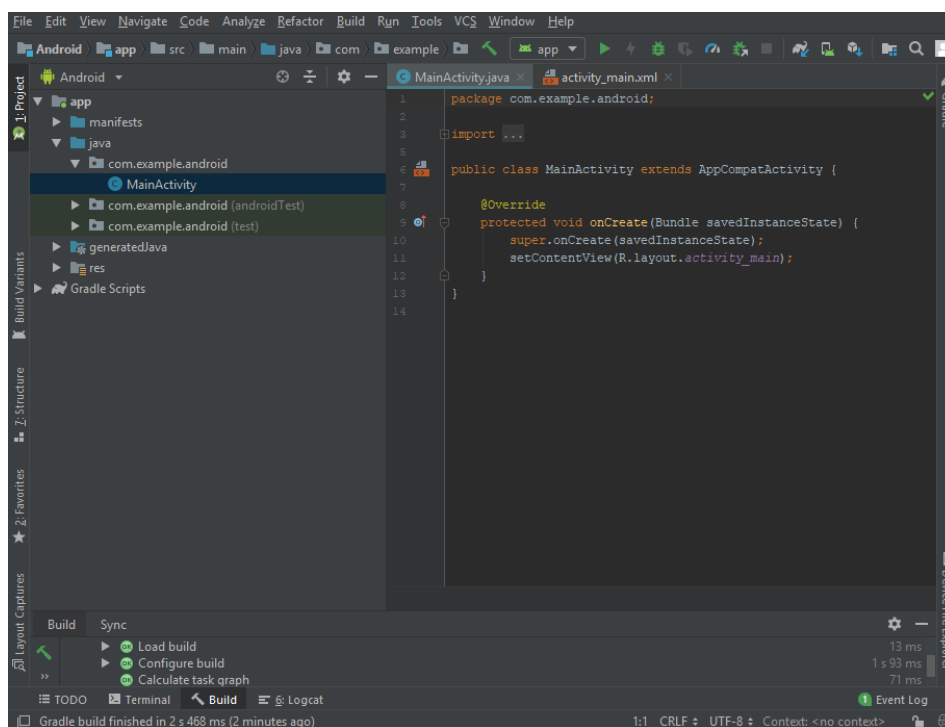 File Edit View Navigate Code Analyze Refactor Build Run Tools VCS Window Help
Android app src main java com example app
1: Project
Android
MainActivity.java activity_main.xml
app
manifests
java
com.example.android
MainActivity
com.example.android (androidTest)
com.example.android (test)
generatedJava
res
Gradle Scripts
1 package com.example.android;
2
3 import ...
5
6 public class MainActivity extends AppCompatActivity {
7
8 @Override
9 protected void onCreate(Bundle savedInstanceState) {
10 super.onCreate(savedInstanceState);
11 setContentView(R.layout.activity_main);
12 }
13 }
14
Build Variants
7: Structure
2: Favorites
Layout Captures
Build Sync
Load build 13 ms
Configure build 1 s 93 ms
Calculate task graph 71 ms
TODO Terminal Build 6: Logcat 1 Event Log
Gradle build finished in 2 s 468 ms (2 minutes ago) 1:1 CRLF UTF-8 Context: <no context>